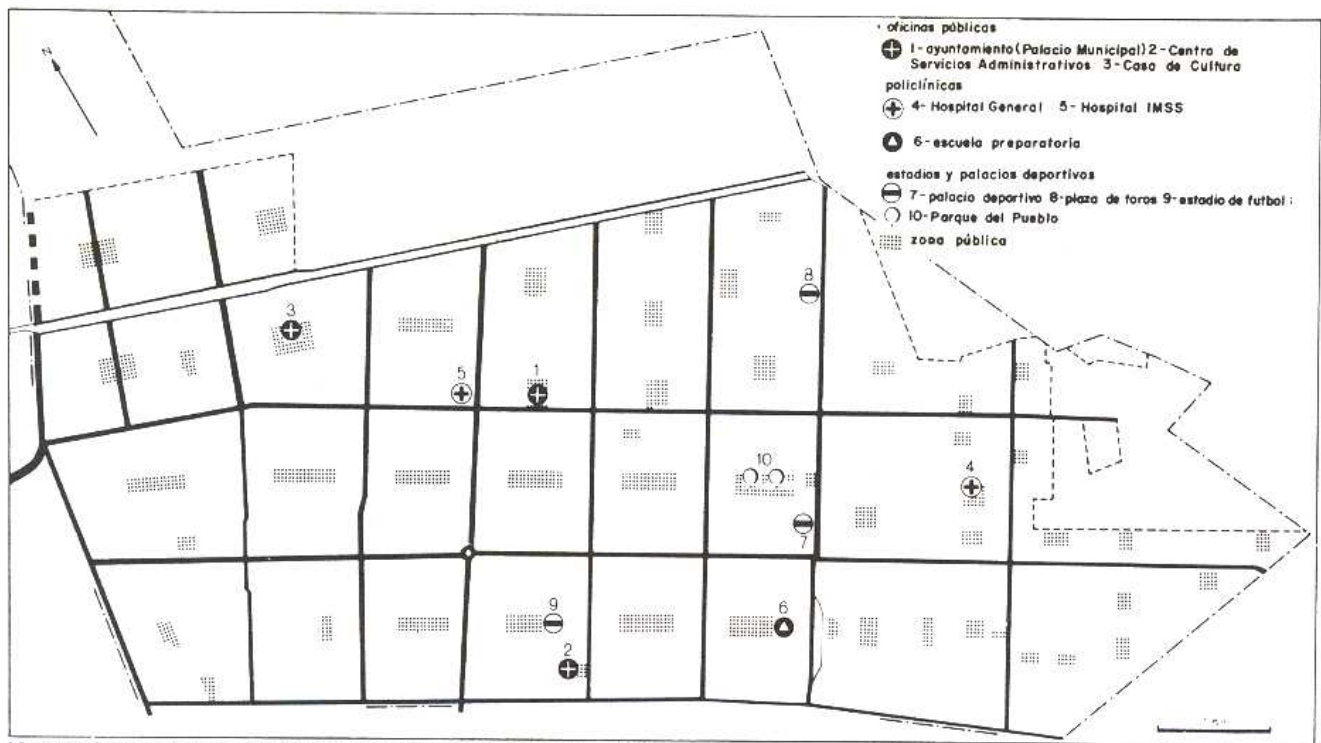 N
oficinas públicas
1-ayuntamiento (Palacio Municipal) 2-Centro de
Servicios Administrativos 3-Casa de Cultura
policlínicas
4-Hospital General 5-Hospital IMSS
6-escuela preparatoria
estadios y palacios deportivos
7-palacio deportivo 8-plaza de toros 9-estadio de futbol
10-Parque del Pueblo
zona pública
8
3
5
1
10
4
7
9
6
2